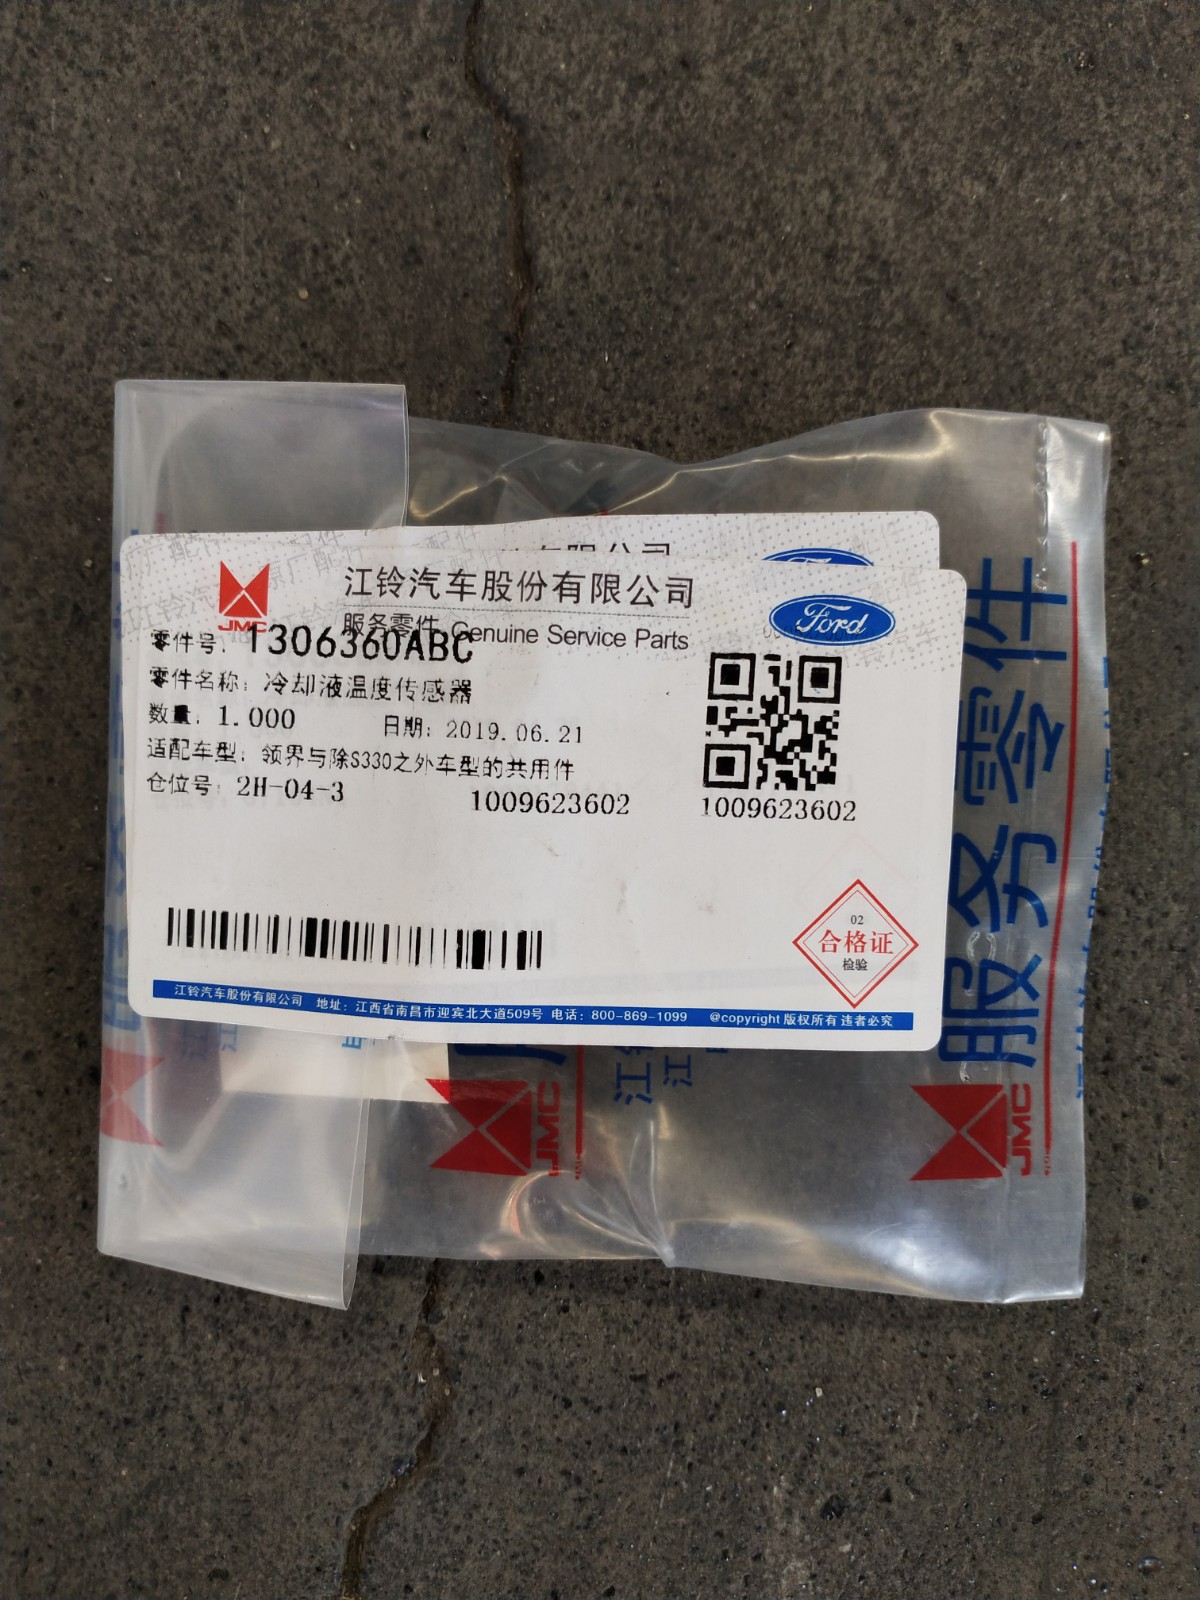 江铃汽车股份有限公司
服务零件 Genuine Service Parts
JMC
Ford
零件号: 1306360ABC
零件名称: 冷却液温度传感器
数量: 1.000 日期: 2019.06.21
适配车型: 领界与除S330之外车型的共用件
仓位号: 2H-04-3 1009623602
1009623602
02
合格证
检验
江铃汽车股份有限公司 地址: 江西省南昌市迎宾北大道509号 电话: 800-869-1099 @copyright 版权所有 违者必究
服务零件
JMC
JMC